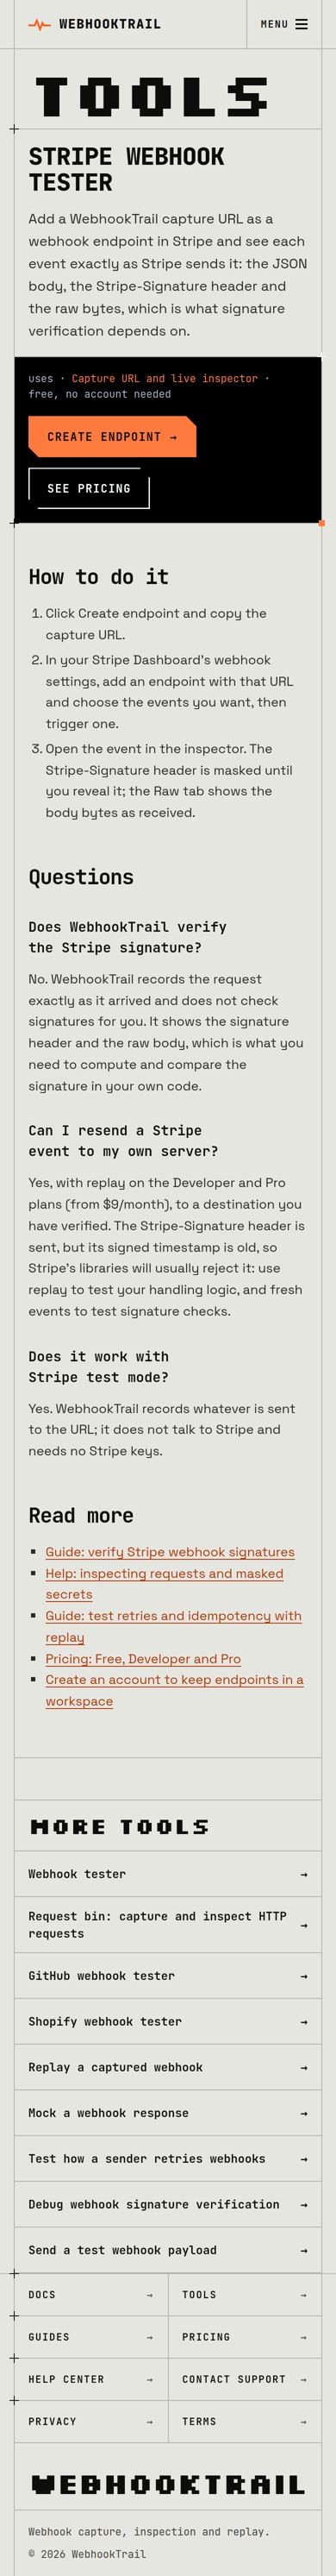 WEBHOOKTRAIL
MENU
TOOLS
STRIPE WEBHOOK
TESTER
Add a WebhookTrail capture URL as a
webhook endpoint in Stripe and see each
event exactly as Stripe sends it: the JSON
body, the Stripe-Signature header and
the raw bytes, which is what signature
verification depends on.
uses · Capture URL and live inspector ·
free, no account needed
CREATE ENDPOINT →
SEE PRICING
How to do it
1. Click Create endpoint and copy the
capture URL.
2. In your Stripe Dashboard's webhook
settings, add an endpoint with that URL
and choose the events you want, then
trigger one.
3. Open the event in the inspector. The
Stripe-Signature header is masked until
you reveal it; the Raw tab shows the
body bytes as received.
Questions
Does WebhookTrail verify
the Stripe signature?
No. WebhookTrail records the request
exactly as it arrived and does not check
signatures for you. It shows the signature
header and the raw body, which is what you
need to compute and compare the
signature in your own code.
Can I resend a Stripe
event to my own server?
Yes, with replay on the Developer and Pro
plans (from $9/month), to a destination you
have verified. The Stripe-Signature header is
sent, but its signed timestamp is old, so
Stripe's libraries will usually reject it: use
replay to test your handling logic, and fresh
events to test signature checks.
Does it work with
Stripe test mode?
Yes. WebhookTrail records whatever is sent
to the URL; it does not talk to Stripe and
needs no Stripe keys.
Read more
▪ Guide: verify Stripe webhook signatures
▪ Help: inspecting requests and masked
secrets
▪ Guide: test retries and idempotency with
replay
▪ Pricing: Free, Developer and Pro
▪ Create an account to keep endpoints in a
workspace
MORE TOOLS
Webhook tester →
Request bin: capture and inspect HTTP
requests →
GitHub webhook tester →
Shopify webhook tester →
Replay a captured webhook →
Mock a webhook response →
Test how a sender retries webhooks →
Debug webhook signature verification →
Send a test webhook payload →
DOCS → TOOLS →
GUIDES → PRICING →
HELP CENTER → CONTACT SUPPORT →
PRIVACY → TERMS →
WEBHOOKTRAIL
Webhook capture, inspection and replay.
© 2026 WebhookTrail